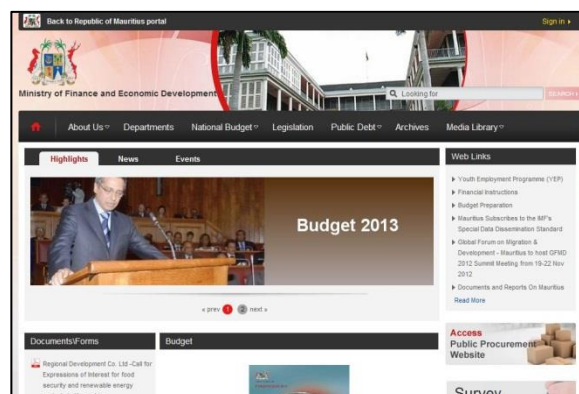 Back to Republic of Mauritius portal
Sign in
Ministry of Finance and Economic Development
Looking for
SEARCH
About Us
Departments
National Budget
Legislation
Public Debt
Archives
Media Library
Highlights
News
Events
Budget 2013
« prev 1 2 next »
Web Links
Youth Employment Programme (YEP)
Financial Instructions
Budget Preparation
Mauritius Subscribes to the IMF's
Special Data Dissemination Standard
Global Forum on Migration &
Development - Mauritius to host GFMD
2012 Summit Meeting from 19-22 Nov
2012
Documents and Reports On Mauritius
Read More
Documents\Forms
Regional Development Co. Ltd -Call for
Expressions of Interest for food
security and renewable energy
Budget
Access
Public Procurement
Website
Survey